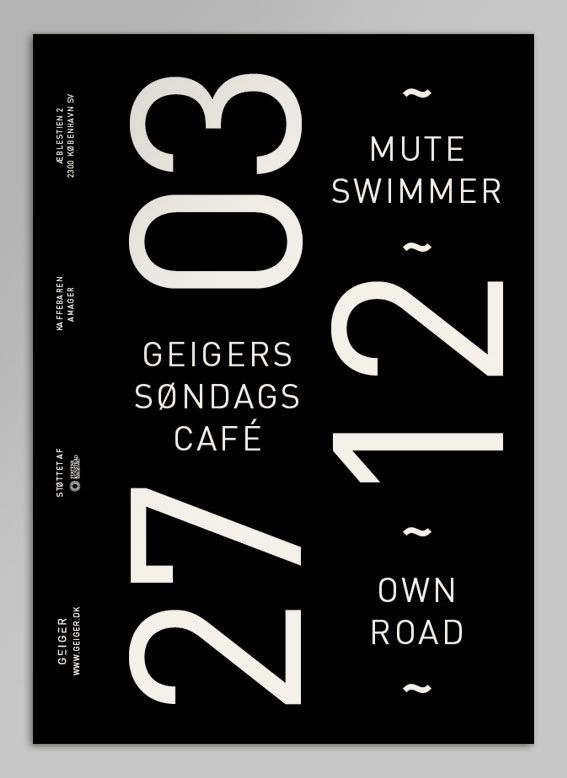 GEIGER
WWW.GEIGER.DK
STØTTET AF
KAFFEBAREN
AMAGER
ÆBLESTIEN 2
2300 KØBENHAVN SV
27
GEIGERS
SØNDAGS
CAFÉ
03
~
MUTE
SWIMMER
~
12
~
OWN
ROAD
~